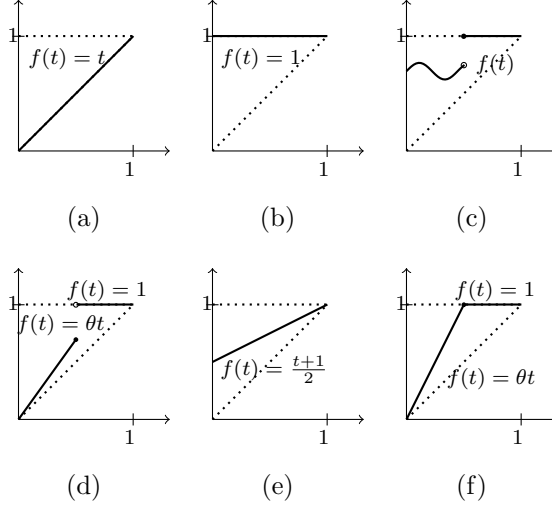 1
f(t) = t
1
(a)
1
f(t) = 1
1
(b)
1
f(t)
1
(c)
1
f(t) = 1
f(t) = θt
1
(d)
1
f(t) = \frac{t+1}{2}
1
(e)
1
f(t) = 1
f(t) = θt
1
(f)